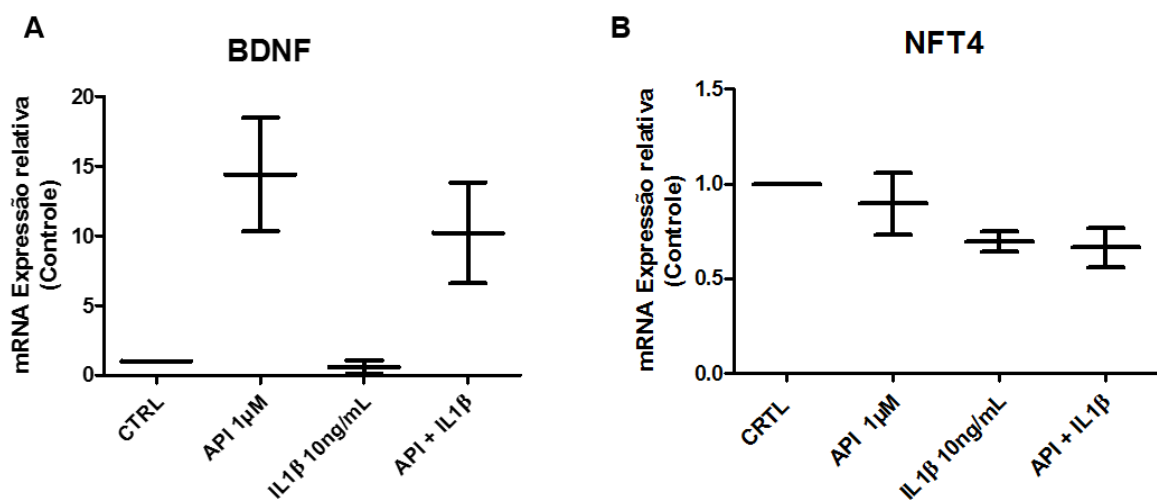 A
BDNF
mRNA Expressão relativa
(Controle)
20
15
10
5
0
CTRL
API 1µM
IL1β 10ng/mL
API + IL1β
B
NFT4
mRNA Expressão relativa
(Controle)
1.5
1.0
0.5
0.0
CRTL
API 1µM
IL1β 10ng/mL
API + IL1β